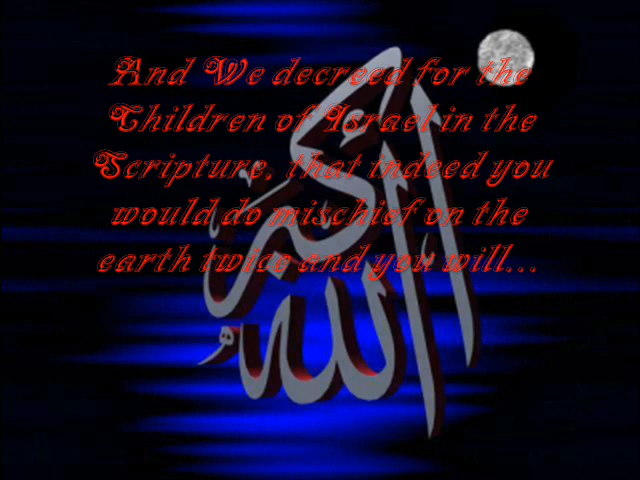 And We decreed for the
Children of Israel in the
Scripture, that indeed you
would do mischief on the
earth twice and you will...
الله أكبر